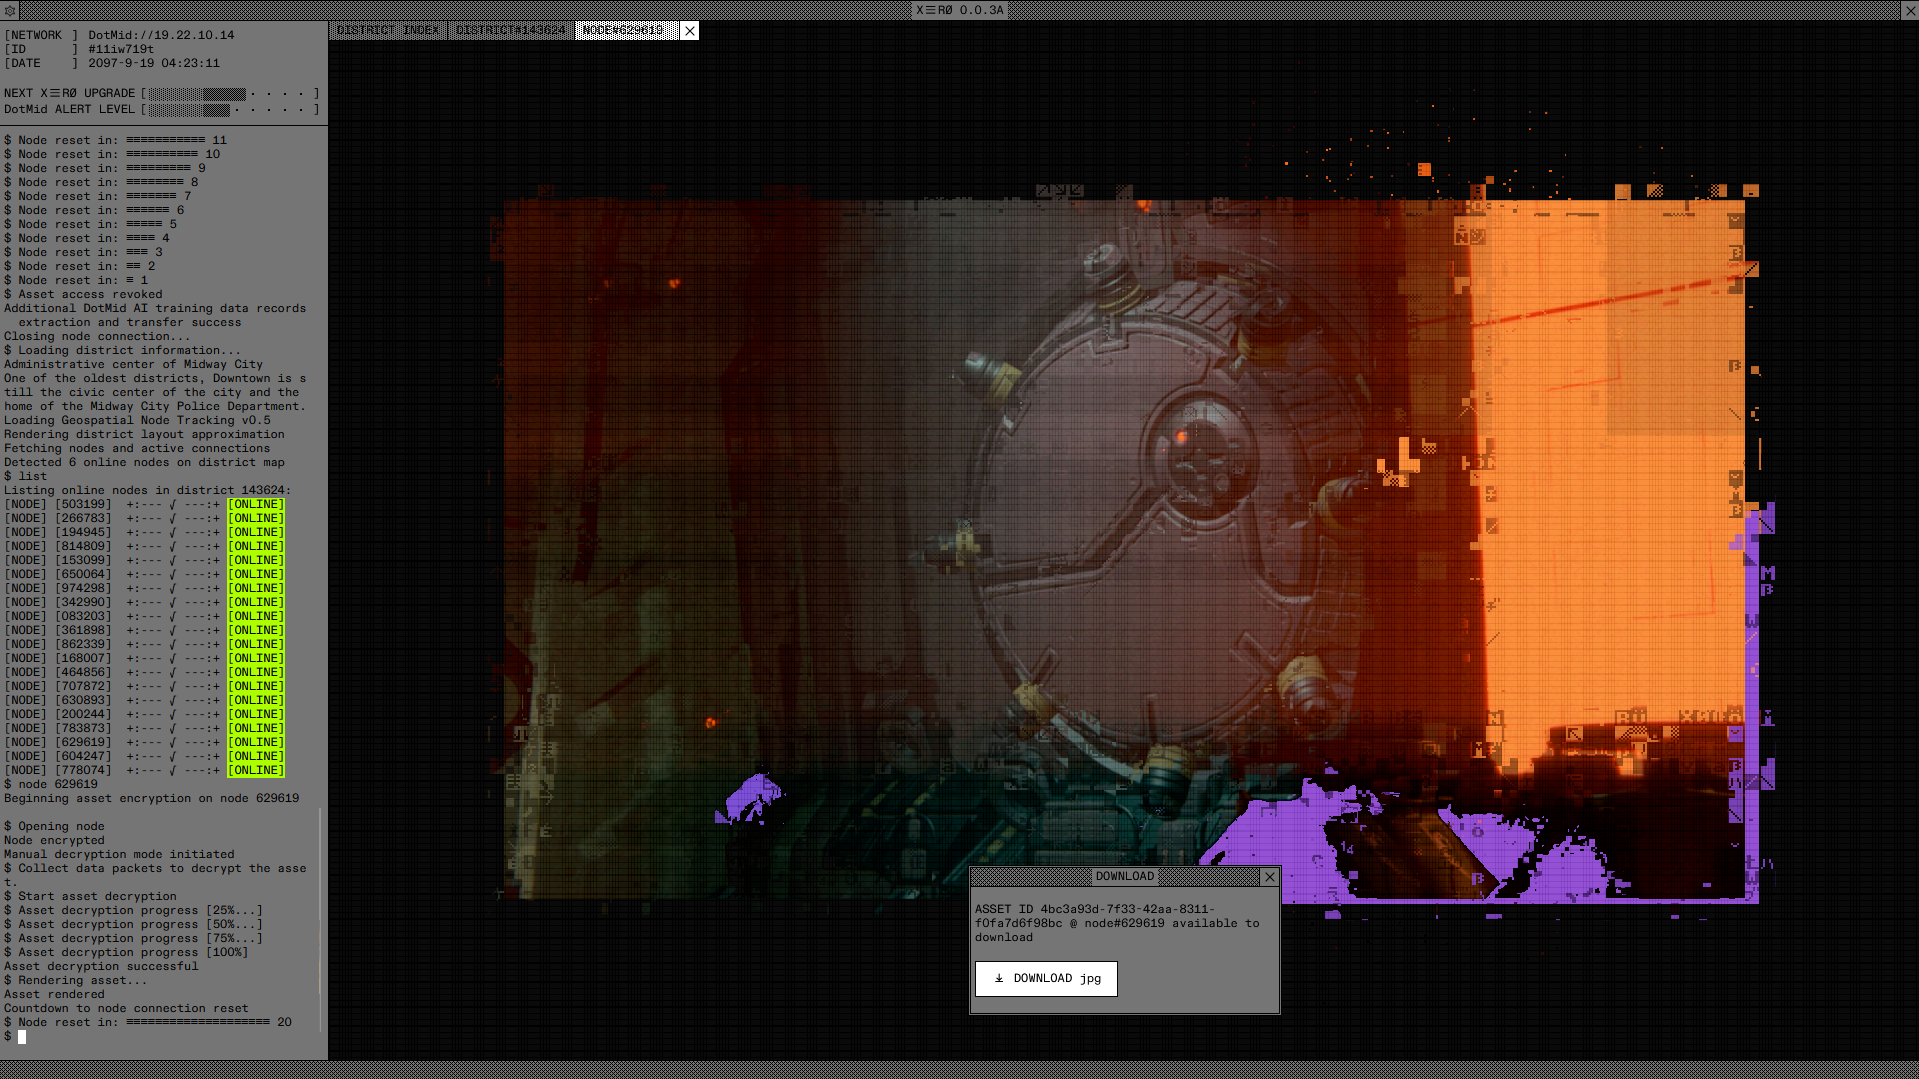 X☰RØ 0.0.3A
[NETWORK ] DotMid://19.22.10.14
[ID ] #11iw719t
[DATE ] 2097-9-19 04:23:11
NEXT X☰RØ UPGRADE [ · · · · ]
DotMid ALERT LEVEL [ · · · · · ]
$ Node reset in: ≡≡≡≡≡≡≡≡≡≡≡ 11
$ Node reset in: ≡≡≡≡≡≡≡≡≡≡ 10
$ Node reset in: ≡≡≡≡≡≡≡≡≡ 9
$ Node reset in: ≡≡≡≡≡≡≡≡ 8
$ Node reset in: ≡≡≡≡≡≡≡ 7
$ Node reset in: ≡≡≡≡≡≡ 6
$ Node reset in: ≡≡≡≡≡ 5
$ Node reset in: ≡≡≡≡ 4
$ Node reset in: ≡≡≡ 3
$ Node reset in: ≡≡ 2
$ Node reset in: ≡ 1
$ Asset access revoked
Additional DotMid AI training data records
extraction and transfer success
Closing node connection...
$ Loading district information...
Administrative center of Midway City
One of the oldest districts, Downtown is s
till the civic center of the city and the
home of the Midway City Police Department.
Loading Geospatial Node Tracking v0.5
Rendering district layout approximation
Fetching nodes and active connections
Detected 6 online nodes on district map
$ list
Listing online nodes in district 143624:
[NODE] [503199] +:--- √ ---:+ [ONLINE]
[NODE] [266783] +:--- √ ---:+ [ONLINE]
[NODE] [194945] +:--- √ ---:+ [ONLINE]
[NODE] [814809] +:--- √ ---:+ [ONLINE]
[NODE] [153099] +:--- √ ---:+ [ONLINE]
[NODE] [650064] +:--- √ ---:+ [ONLINE]
[NODE] [974298] +:--- √ ---:+ [ONLINE]
[NODE] [342990] +:--- √ ---:+ [ONLINE]
[NODE] [083203] +:--- √ ---:+ [ONLINE]
[NODE] [361898] +:--- √ ---:+ [ONLINE]
[NODE] [862339] +:--- √ ---:+ [ONLINE]
[NODE] [168007] +:--- √ ---:+ [ONLINE]
[NODE] [464856] +:--- √ ---:+ [ONLINE]
[NODE] [707872] +:--- √ ---:+ [ONLINE]
[NODE] [630893] +:--- √ ---:+ [ONLINE]
[NODE] [200244] +:--- √ ---:+ [ONLINE]
[NODE] [783873] +:--- √ ---:+ [ONLINE]
[NODE] [629619] +:--- √ ---:+ [ONLINE]
[NODE] [604247] +:--- √ ---:+ [ONLINE]
[NODE] [778074] +:--- √ ---:+ [ONLINE]
$ node 629619
Beginning asset encryption on node 629619
$ Opening node
Node encrypted
Manual decryption mode initiated
$ Collect data packets to decrypt the asse
t.
$ Start asset decryption
$ Asset decryption progress [25%...]
$ Asset decryption progress [50%...]
$ Asset decryption progress [75%...]
$ Asset decryption progress [100%]
Asset decryption successful
$ Rendering asset...
Asset rendered
Countdown to node connection reset
$ Node reset in: ≡≡≡≡≡≡≡≡≡≡≡≡≡≡≡≡≡≡≡≡ 20
$
DISTRICT INDEX DISTRICT#143624 NODE#629619
DOWNLOAD
ASSET ID 4bc3a93d-7f33-42aa-8311-
f0fa7d6f98bc @ node#629619 available to
download
DOWNLOAD jpg